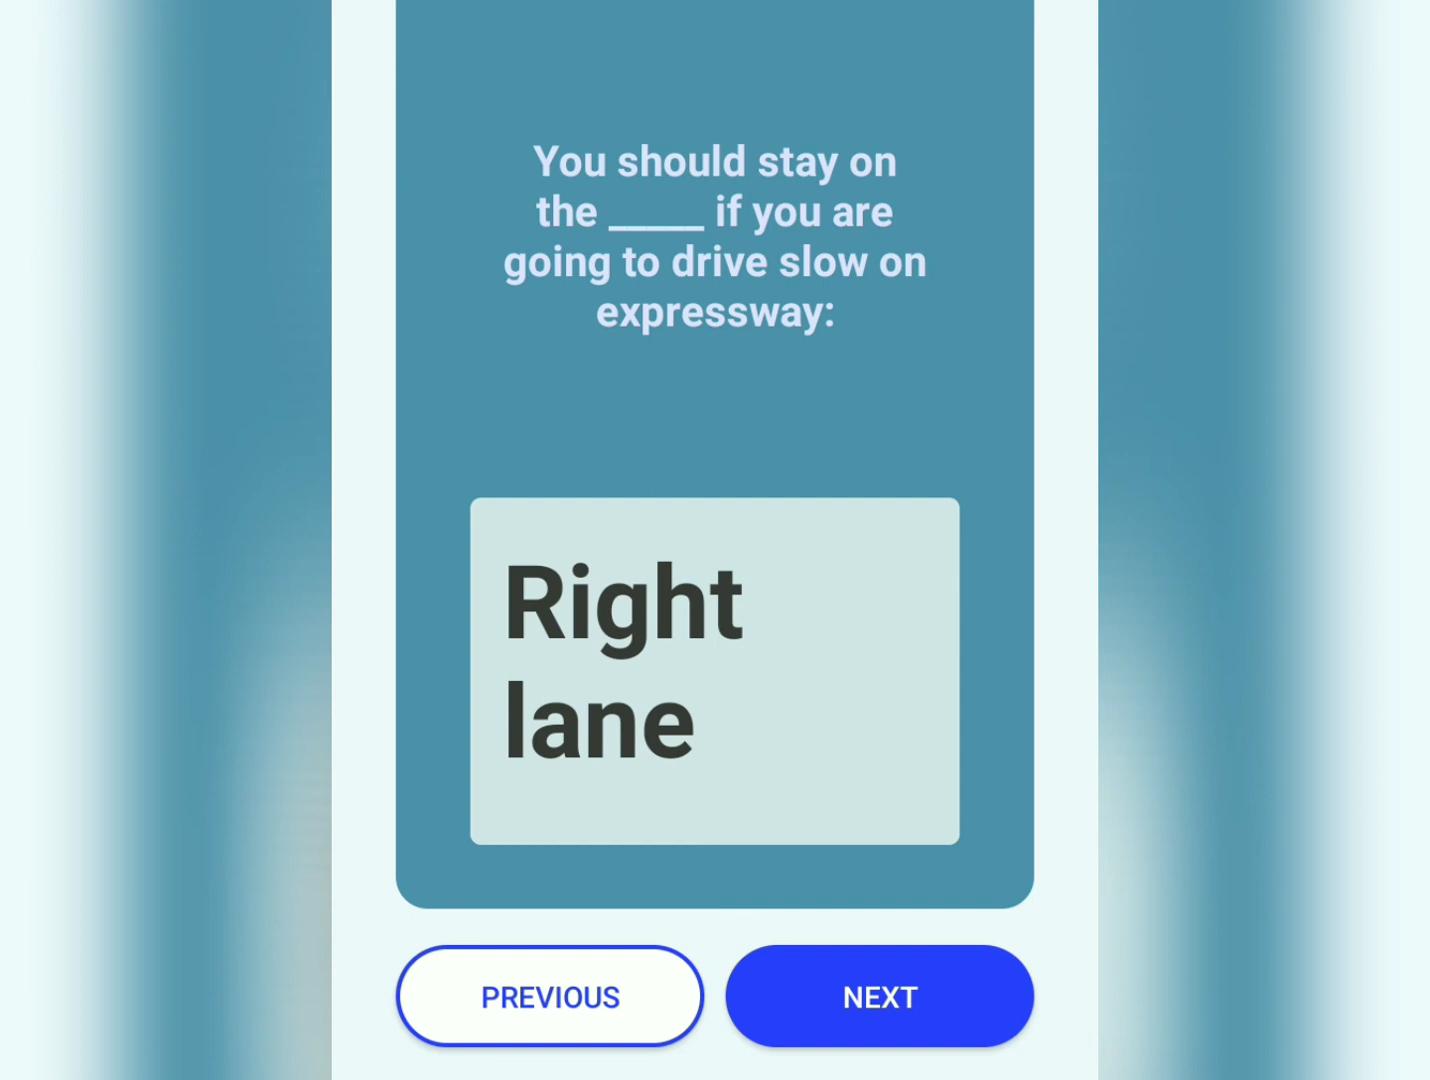 You should stay on
the _____ if you are
going to drive slow on
expressway:
Right
lane
PREVIOUS
NEXT